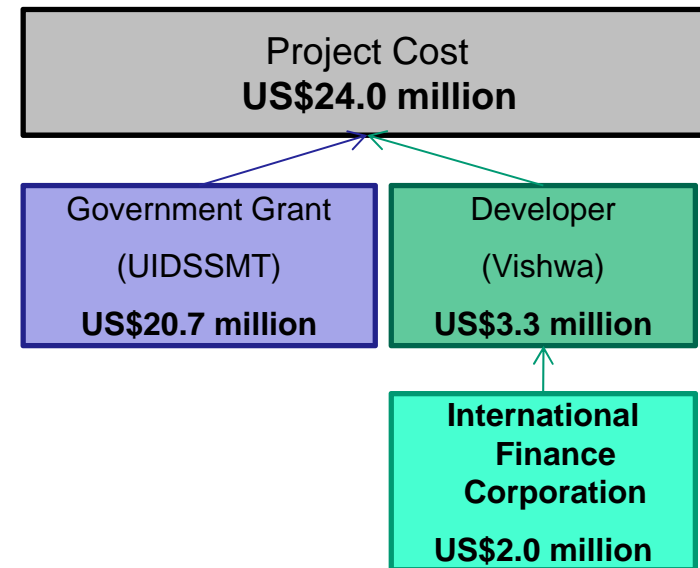 Project Cost
US$24.0 million
Government Grant
(UIDSSMT)
US$20.7 million
Developer
(Vishwa)
US$3.3 million
International
Finance
Corporation
US$2.0 million